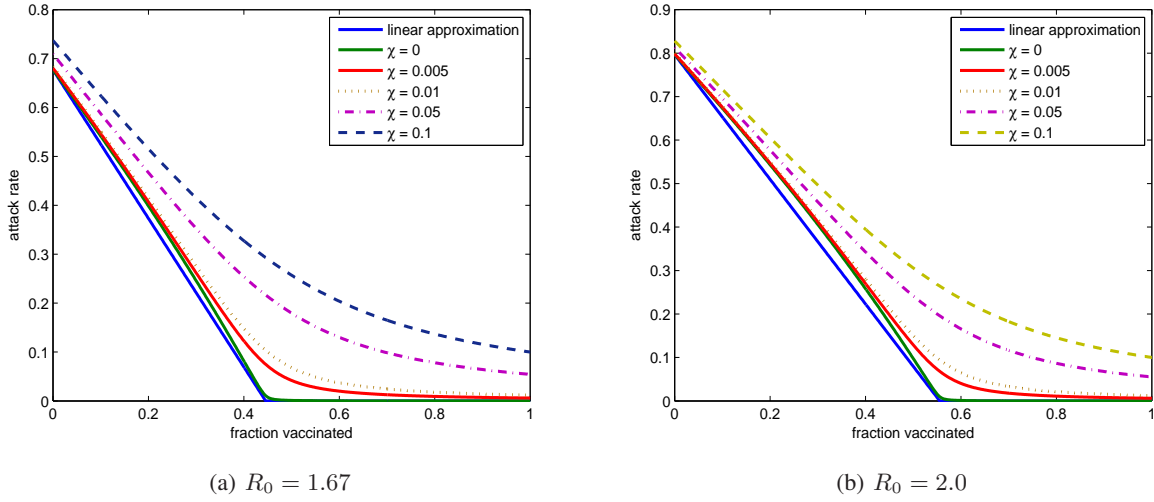 0.8
0.7
0.6
0.5
0.4
0.3
0.2
0.1
0
0 0.2 0.4 0.6 0.8 1
attack rate
fraction vaccinated
linear approximation
χ = 0
χ = 0.005
χ = 0.01
χ = 0.05
χ = 0.1
(a) R₀ = 1.67
0.9
0.8
0.7
0.6
0.5
0.4
0.3
0.2
0.1
0
0 0.2 0.4 0.6 0.8 1
attack rate
fraction vaccinated
linear approximation
χ = 0
χ = 0.005
χ = 0.01
χ = 0.05
χ = 0.1
(b) R₀ = 2.0